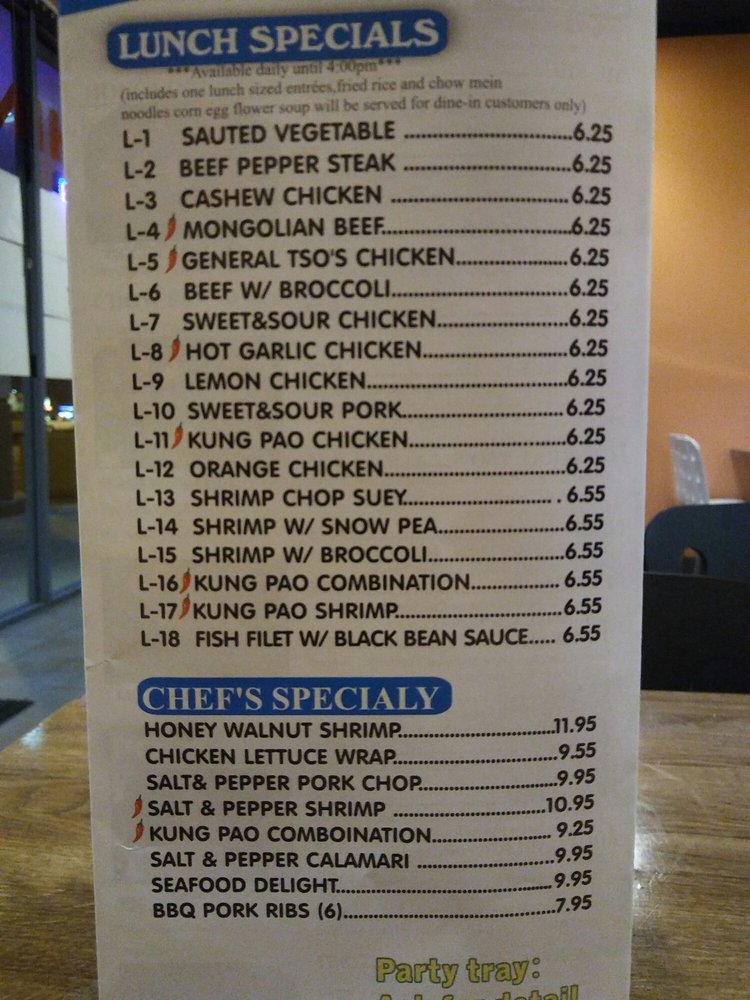 LUNCH SPECIALS
***Available daily until 4:00pm***
(includes one lunch sized entrées,fried rice and chow mein
noodles corn egg flower soup will be served for dine-in customers only)
L-1 SAUTED VEGETABLE ..............................6.25
L-2 BEEF PEPPER STEAK ..............................6.25
L-3 CASHEW CHICKEN ................................6.25
L-4 MONGOLIAN BEEF.................................6.25
L-5 GENERAL TSO'S CHICKEN....................6.25
L-6 BEEF W/ BROCCOLI................................6.25
L-7 SWEET&SOUR CHICKEN........................6.25
L-8 HOT GARLIC CHICKEN..........................6.25
L-9 LEMON CHICKEN....................................6.25
L-10 SWEET&SOUR PORK.............................6.25
L-11 KUNG PAO CHICKEN............................6.25
L-12 ORANGE CHICKEN................................6.25
L-13 SHRIMP CHOP SUEY.......................... . 6.55
L-14 SHRIMP W/ SNOW PEA.......................6.55
L-15 SHRIMP W/ BROCCOLI.........................6.55
L-16 KUNG PAO COMBINATION................ 6.55
L-17 KUNG PAO SHRIMP..............................6.55
L-18 FISH FILET W/ BLACK BEAN SAUCE..... 6.55
CHEF'S SPECIALY
HONEY WALNUT SHRIMP..............................11.95
CHICKEN LETTUCE WRAP..............................9.55
SALT& PEPPER PORK CHOP.........................9.95
SALT & PEPPER SHRIMP .............................10.95
KUNG PAO COMBOINATION...................... 9.25
SALT & PEPPER CALAMARI .........................9.95
SEAFOOD DELIGHT........................................ 9.95
BBQ PORK RIBS (6)........................................7.95
Party tray: